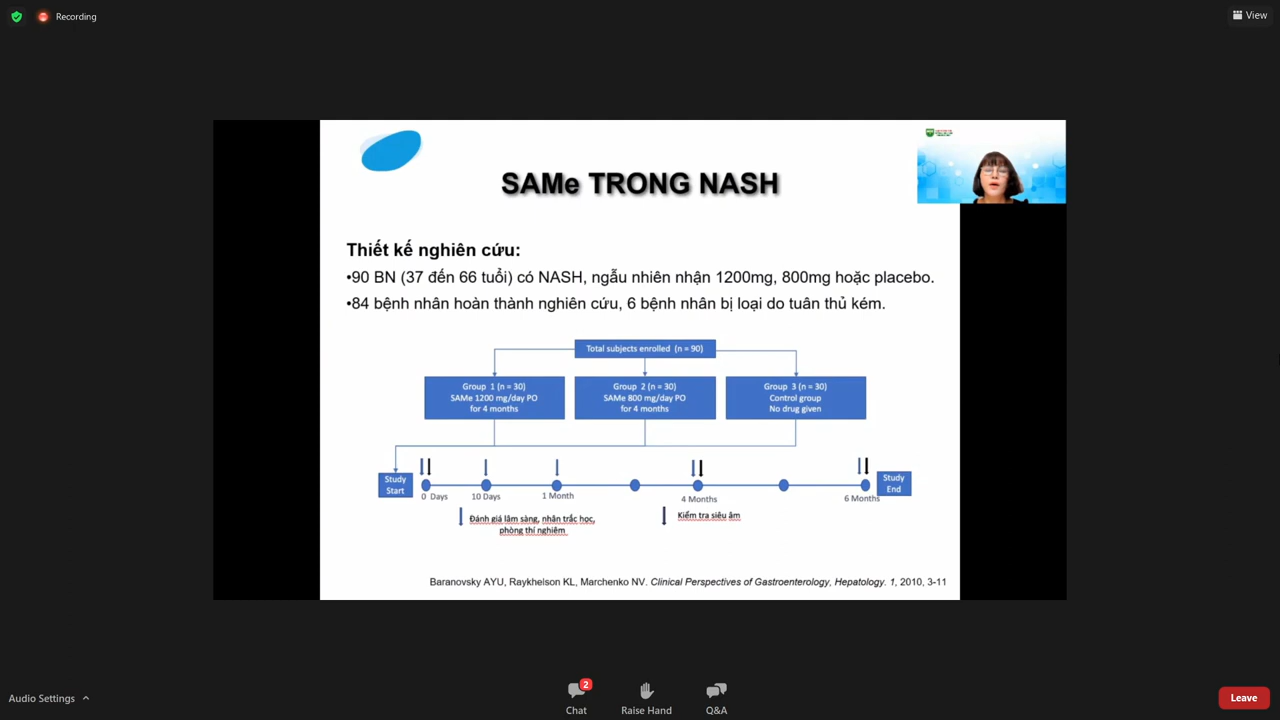 Recording
View
SAMe TRONG NASH
Thiết kế nghiên cứu:
•90 BN (37 đến 66 tuổi) có NASH, ngẫu nhiên nhận 1200mg, 800mg hoặc placebo.
•84 bệnh nhân hoàn thành nghiên cứu, 6 bệnh nhân bị loại do tuân thủ kém.
Total subjects enrolled (n = 90)
Group 1 (n = 30)
SAMe 1200 mg/day PO
for 4 months
Group 2 (n = 30)
SAMe 800 mg/day PO
for 4 months
Group 3 (n = 30)
Control group
No drug given
Study
Start
0 Days
10 Days
1 Month
4 Months
6 Months
Study
End
Đánh giá lâm sàng, nhân trắc học,
phòng thí nghiệm
Kiểm tra siêu âm
Baranovsky AYU, Raykhelson KL, Marchenko NV. Clinical Perspectives of Gastroenterology, Hepatology. 1, 2010, 3-11
Audio Settings
2
Chat
Raise Hand
Q&A
Leave